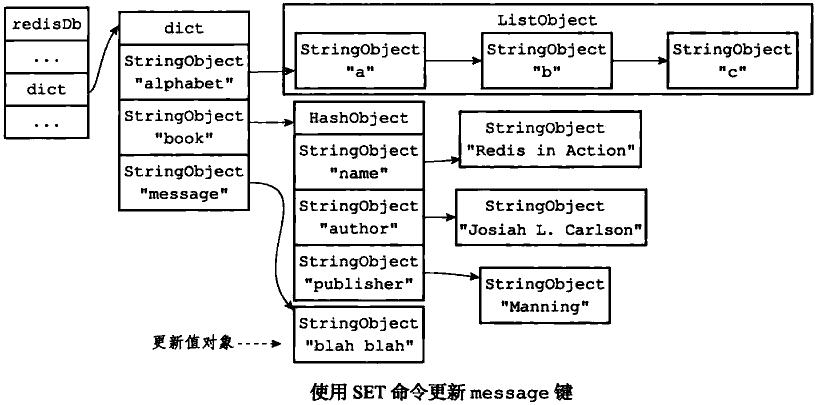 redisDb
...
dict
...
dict
StringObject
"alphabet"
StringObject
"book"
StringObject
"message"
ListObject
StringObject
"a"
StringObject
"b"
StringObject
"c"
HashObject
StringObject
"name"
StringObject
"author"
StringObject
"publisher"
StringObject
"Redis in Action"
StringObject
"Josiah L. Carlson"
StringObject
"Manning"
更新值对象
StringObject
"blah blah"
使用 SET 命令更新 message 键